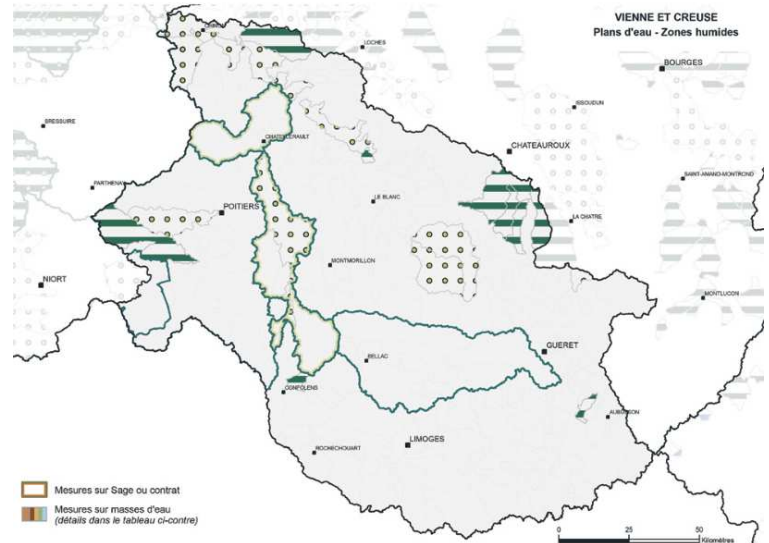 VIENNE ET CREUSE
Plans d'eau - Zones humides
CHINON
LOCHES
BOURGES
BRESSUIRE
ISSOUDUN
CHATELLERAULT
CHATEAUROUX
PARTHENAY
LE BLANC
SAINT-AMAND-MONTROND
POITIERS
LA CHATRE
MONTMORILLON
NIORT
MONTLUCON
GUERET
BELLAC
CONFOLENS
AUBUSSON
LIMOGES
ROCHECHOUART
Mesures sur Sage ou contrat
Mesures sur masses d'eau
(détails dans le tableau ci-contre)
0 25 50
Kilomètres